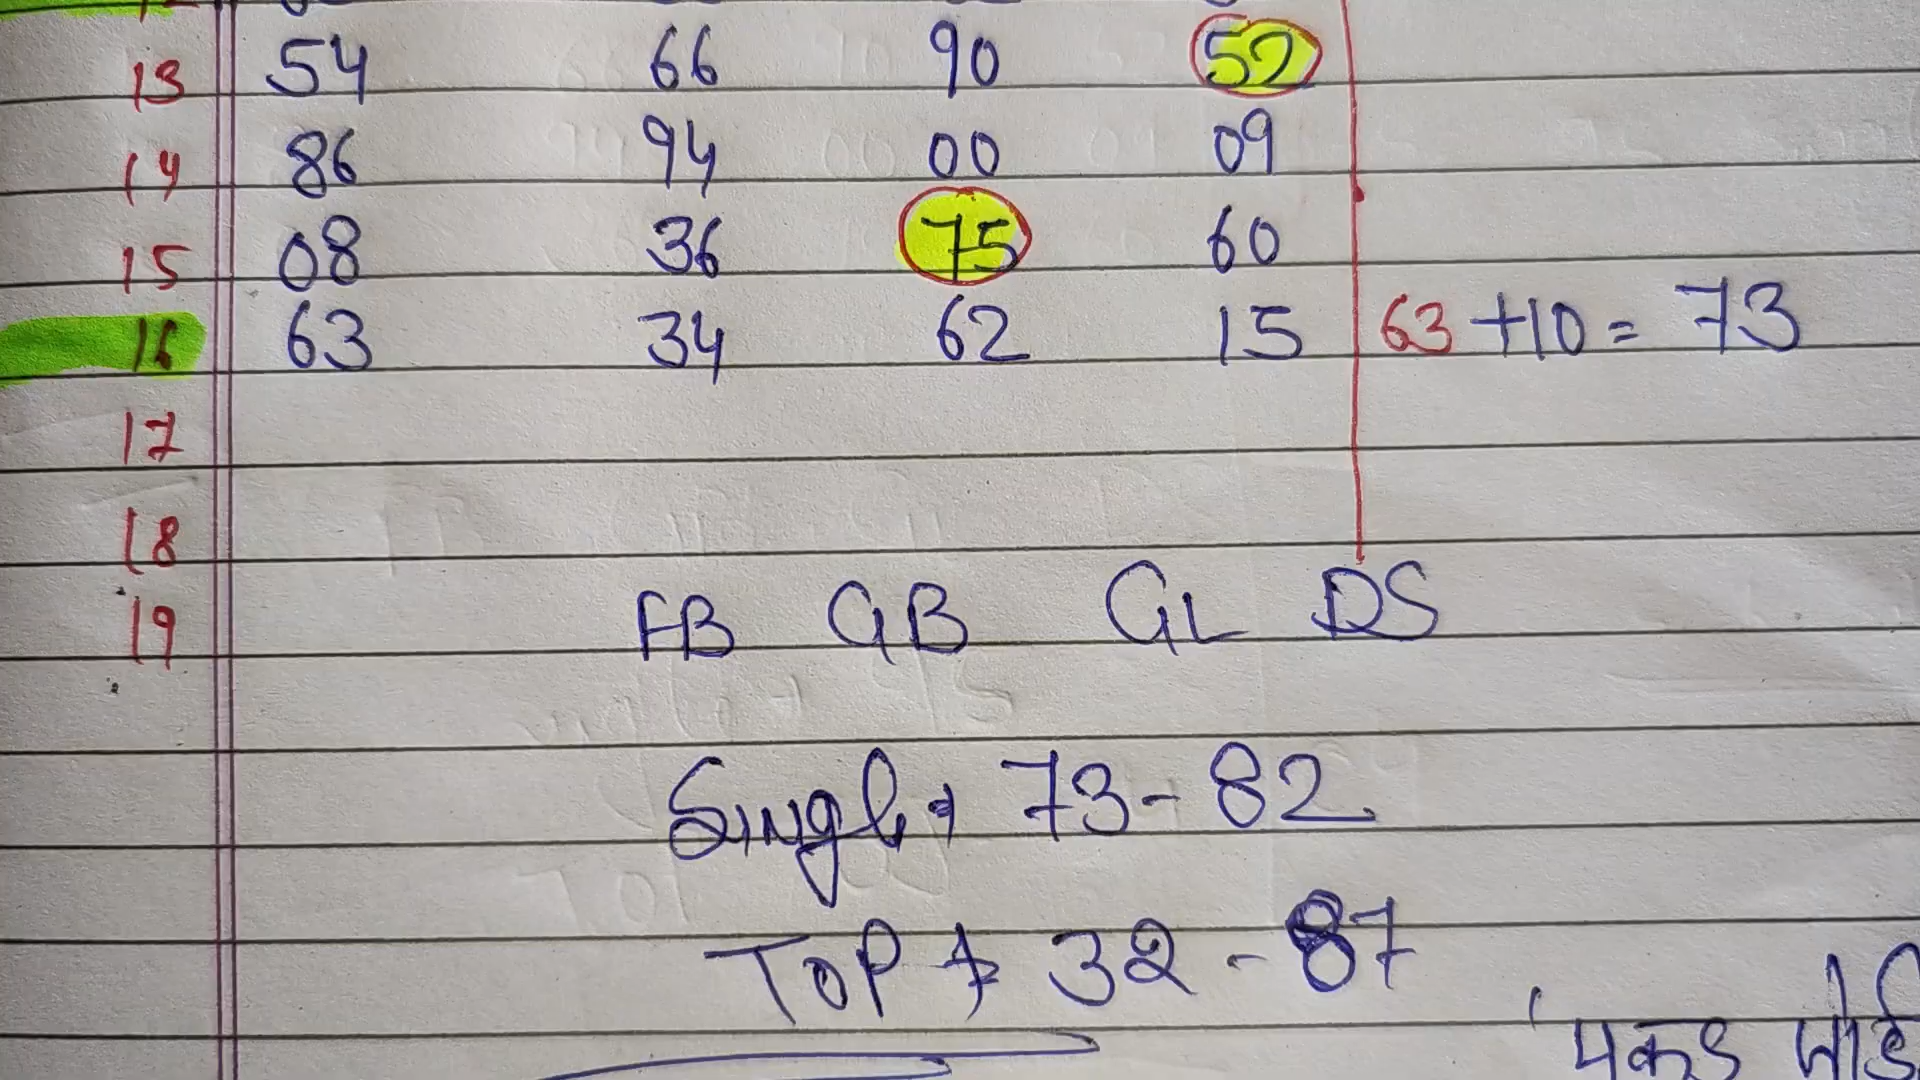 13 54 66 90 52
14 86 94 00 09
15 08 36 75 60
16 63 34 62 15 63+10=73
17
18
19 FB GB GL DS
Single 73-82
TOP 32-87
पकड़